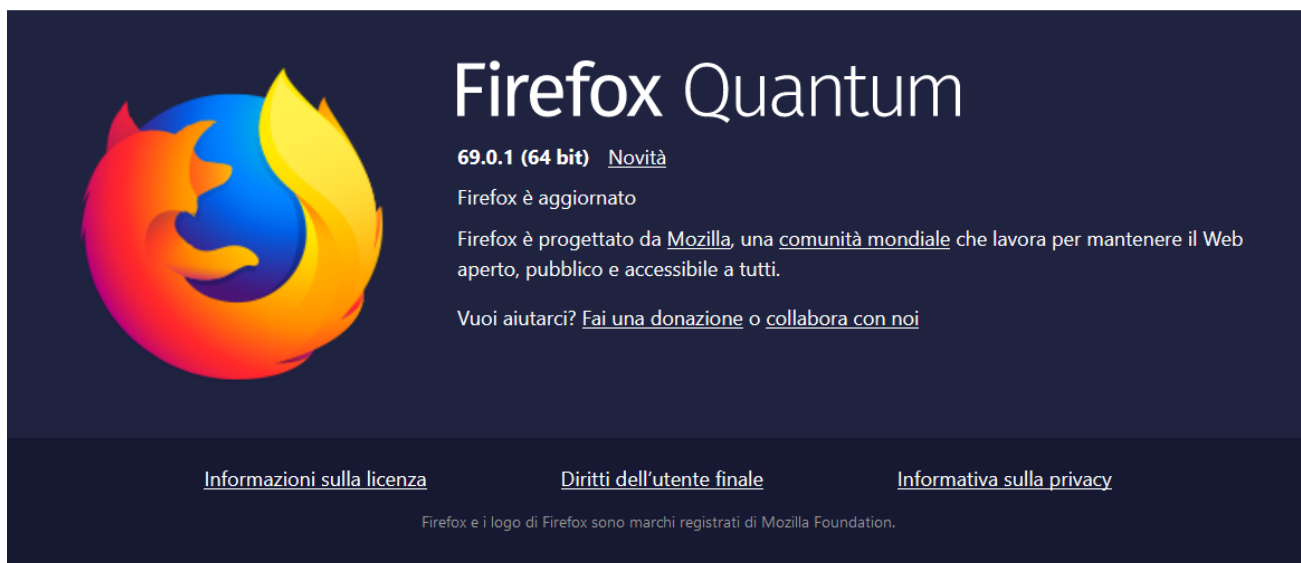 Firefox Quantum
69.0.1 (64 bit) Novità
Firefox è aggiornato
Firefox è progettato da Mozilla, una comunità mondiale che lavora per mantenere il Web
aperto, pubblico e accessibile a tutti.
Vuoi aiutarci? Fai una donazione o collabora con noi
Informazioni sulla licenza Diritti dell’utente finale Informativa sulla privacy
Firefox e i logo di Firefox sono marchi registrati di Mozilla Foundation.